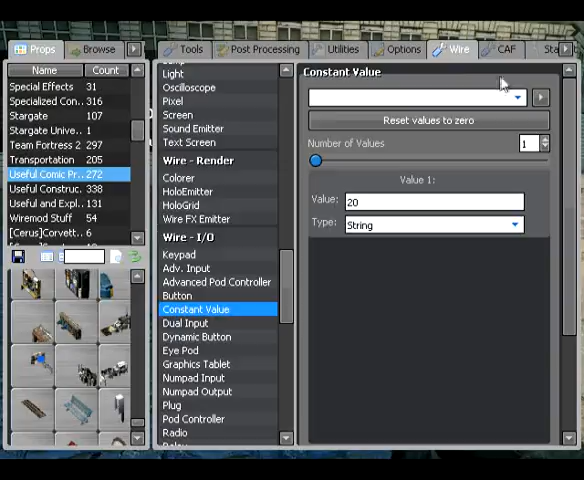 Props
Browse
Tools
Post Processing
Utilities
Options
Wire
CAF
Name
Count
Special Effects 31
Specialized Con... 316
Stargate 107
Stargate Unive... 1
Team Fortress 2 297
Transportation 205
Useful Comic Pr... 272
Useful Construc... 338
Useful and Expl... 131
Wiremod Stuff 54
[Cerus]Corvett... 6
Light
Oscilloscope
Pixel
Screen
Sound Emitter
Text Screen
Wire - Render
Colorer
HoloEmitter
HoloGrid
Wire FX Emitter
Wire - I/O
Keypad
Adv. Input
Advanced Pod Controller
Button
Constant Value
Dual Input
Dynamic Button
Eye Pod
Graphics Tablet
Numpad Input
Numpad Output
Plug
Pod Controller
Radio
Constant Value
Reset values to zero
Number of Values
1
Value 1:
Value: 20
Type: String